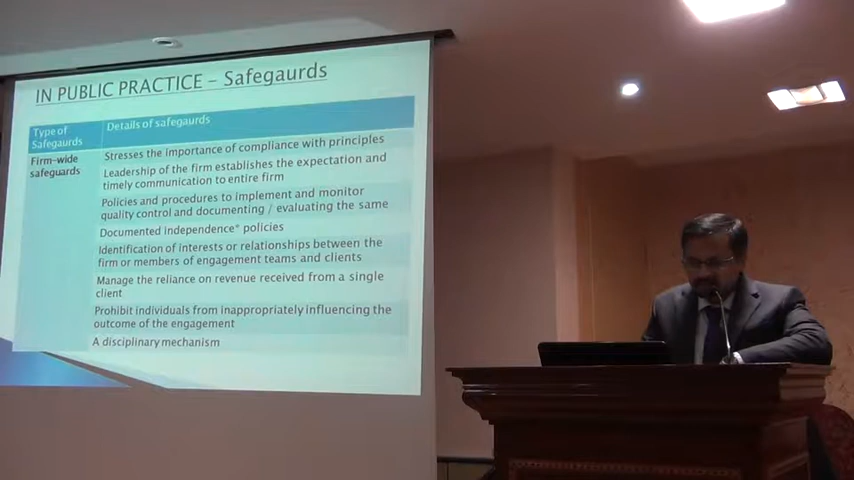 IN PUBLIC PRACTICE – Safegaurds
Type of
Safegaurds
Details of safegaurds
Firm-wide
safegaurds
Stresses the importance of compliance with principles
Leadership of the firm establishes the expectation and
timely communication to entire firm
Policies and procedures to implement and monitor
quality control and documenting / evaluating the same
Documented independence* policies
Identification of interests or relationships between the
firm or members of engagement teams and clients
Manage the reliance on revenue received from a single
client
Prohibit individuals from inappropriately influencing the
outcome of the engagement
A disciplinary mechanism